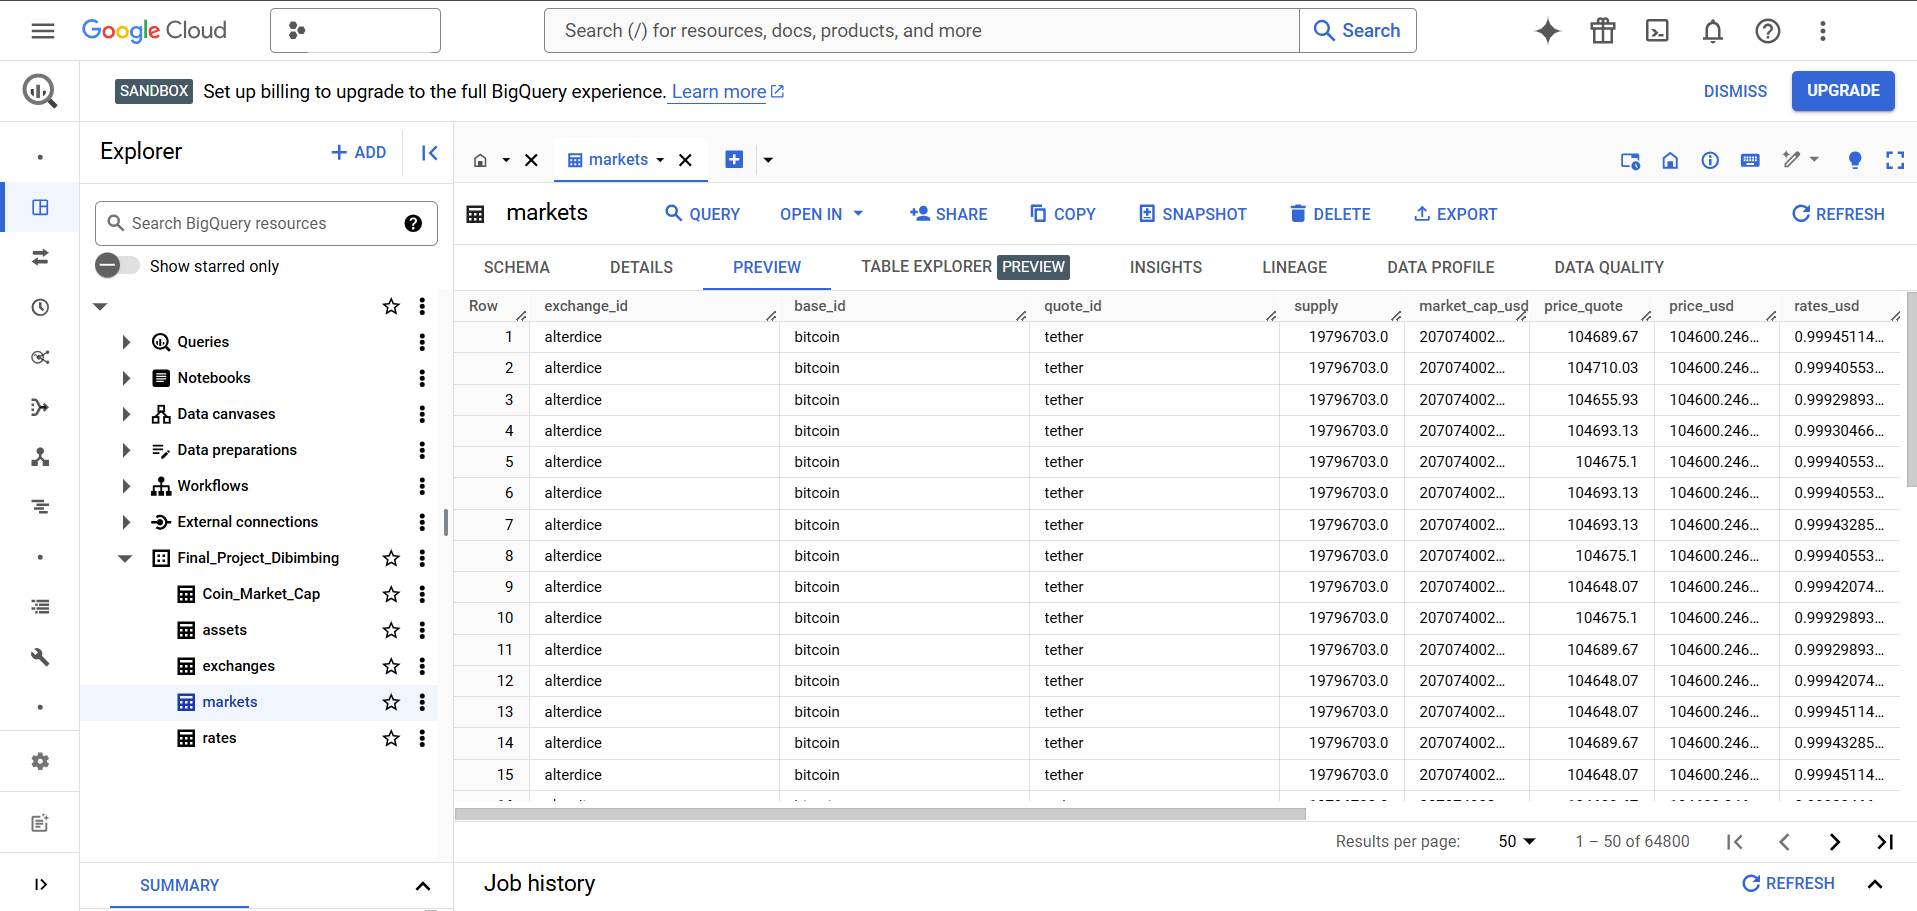 Google Cloud
Search (/) for resources, docs, products, and more
Search
SANDBOX Set up billing to upgrade to the full BigQuery experience. Learn more
DISMISS
UPGRADE
Explorer
+ ADD
Search BigQuery resources
Show starred only
Queries
Notebooks
Data canvases
Data preparations
Workflows
External connections
Final_Project_Dibimbing
Coin_Market_Cap
assets
exchanges
markets
rates
SUMMARY
markets
markets
QUERY OPEN IN SHARE COPY SNAPSHOT DELETE EXPORT REFRESH
SCHEMA DETAILS PREVIEW TABLE EXPLORER PREVIEW INSIGHTS LINEAGE DATA PROFILE DATA QUALITY
Row exchange_id base_id quote_id supply market_cap_usd price_quote price_usd rates_usd
1 alterdice bitcoin tether 19796703.0 207074002... 104689.67 104600.246... 0.99945114...
2 alterdice bitcoin tether 19796703.0 207074002... 104710.03 104600.246... 0.99940553...
3 alterdice bitcoin tether 19796703.0 207074002... 104655.93 104600.246... 0.99929893...
4 alterdice bitcoin tether 19796703.0 207074002... 104693.13 104600.246... 0.99930466...
5 alterdice bitcoin tether 19796703.0 207074002... 104675.1 104600.246... 0.99940553...
6 alterdice bitcoin tether 19796703.0 207074002... 104693.13 104600.246... 0.99940553...
7 alterdice bitcoin tether 19796703.0 207074002... 104693.13 104600.246... 0.99943285...
8 alterdice bitcoin tether 19796703.0 207074002... 104675.1 104600.246... 0.99940553...
9 alterdice bitcoin tether 19796703.0 207074002... 104648.07 104600.246... 0.99942074...
10 alterdice bitcoin tether 19796703.0 207074002... 104675.1 104600.246... 0.99929893...
11 alterdice bitcoin tether 19796703.0 207074002... 104689.67 104600.246... 0.99929893...
12 alterdice bitcoin tether 19796703.0 207074002... 104648.07 104600.246... 0.99942074...
13 alterdice bitcoin tether 19796703.0 207074002... 104648.07 104600.246... 0.99945114...
14 alterdice bitcoin tether 19796703.0 207074002... 104689.67 104600.246... 0.99943285...
15 alterdice bitcoin tether 19796703.0 207074002... 104648.07 104600.246... 0.99945114...
Results per page: 50 1 – 50 of 64800
Job history
REFRESH